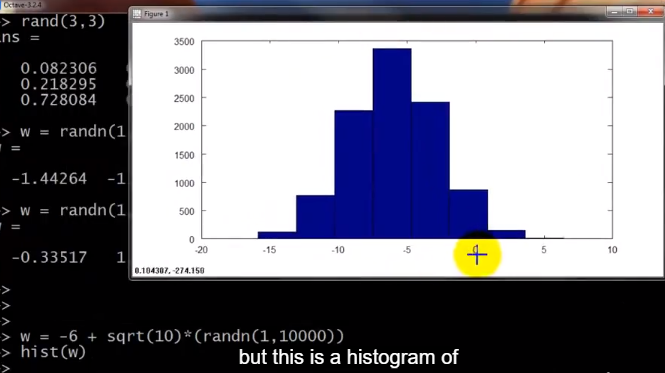 Octave-3.2.4
> rand(3,3)
ans =
0.082306
0.218295
0.728084
> w = randn(1
w =
-1.44264 -1
> w = randn(1
w =
-0.33517 1
>
>
>
> w = -6 + sqrt(10)*(randn(1,10000))
> hist(w)
>
Figure 1
3500
3000
2500
2000
1500
1000
500
0
-20 -15 -10 -5 0 5 10
0.104307, -274.150
but this is a histogram of